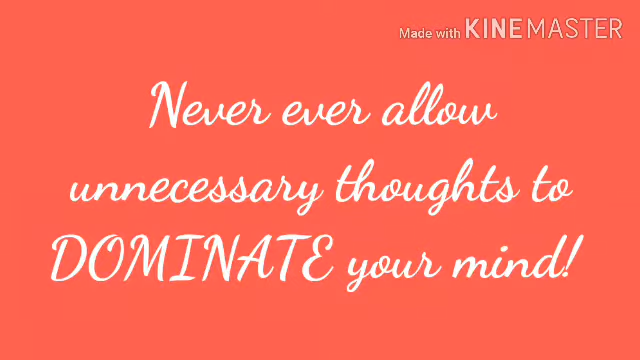 Made with KINEMASTER
Never ever allow
unnecessary thoughts to
DOMINATE your mind!